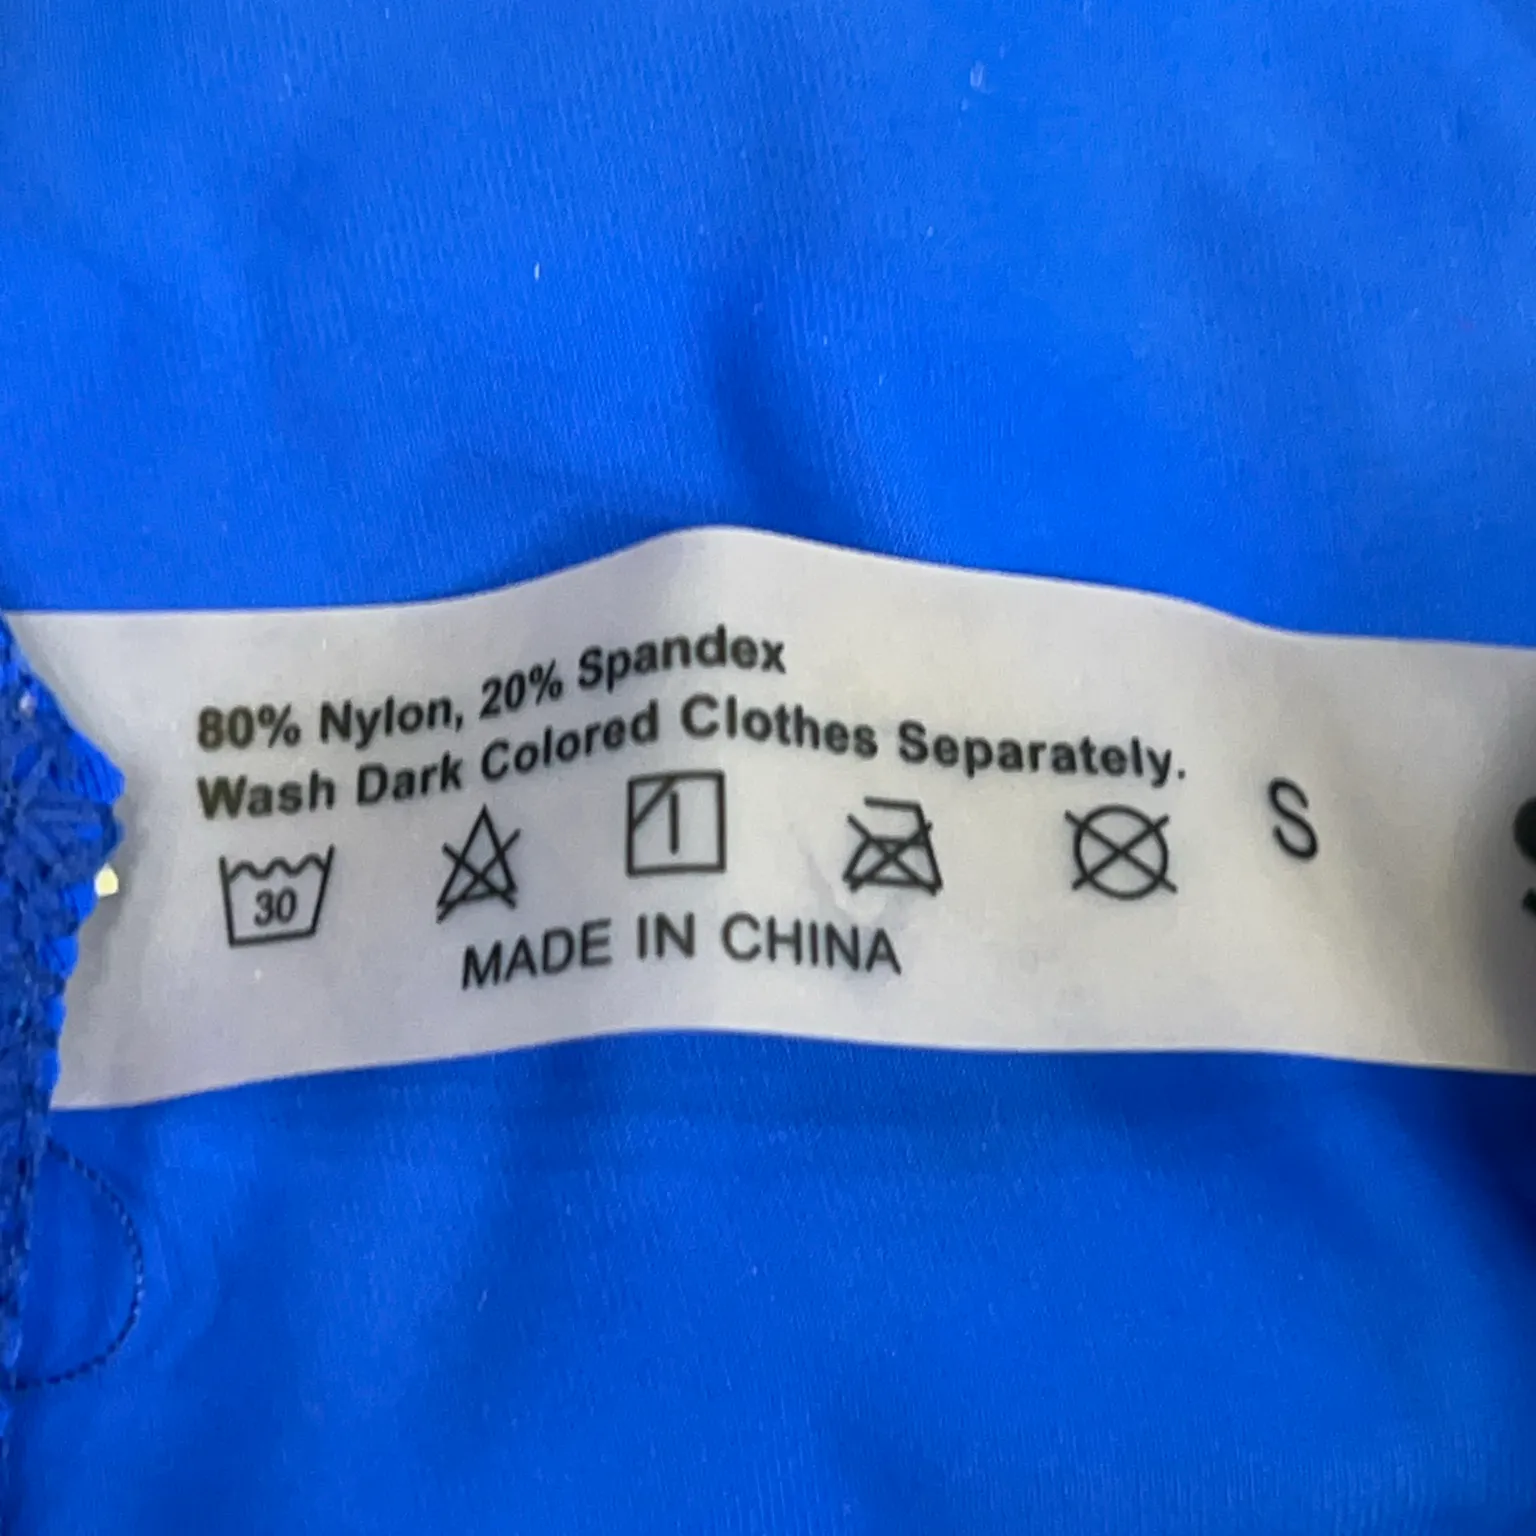 80% Nylon, 20% Spandex
Wash Dark Colored Clothes Separately.
30
S
MADE IN CHINA